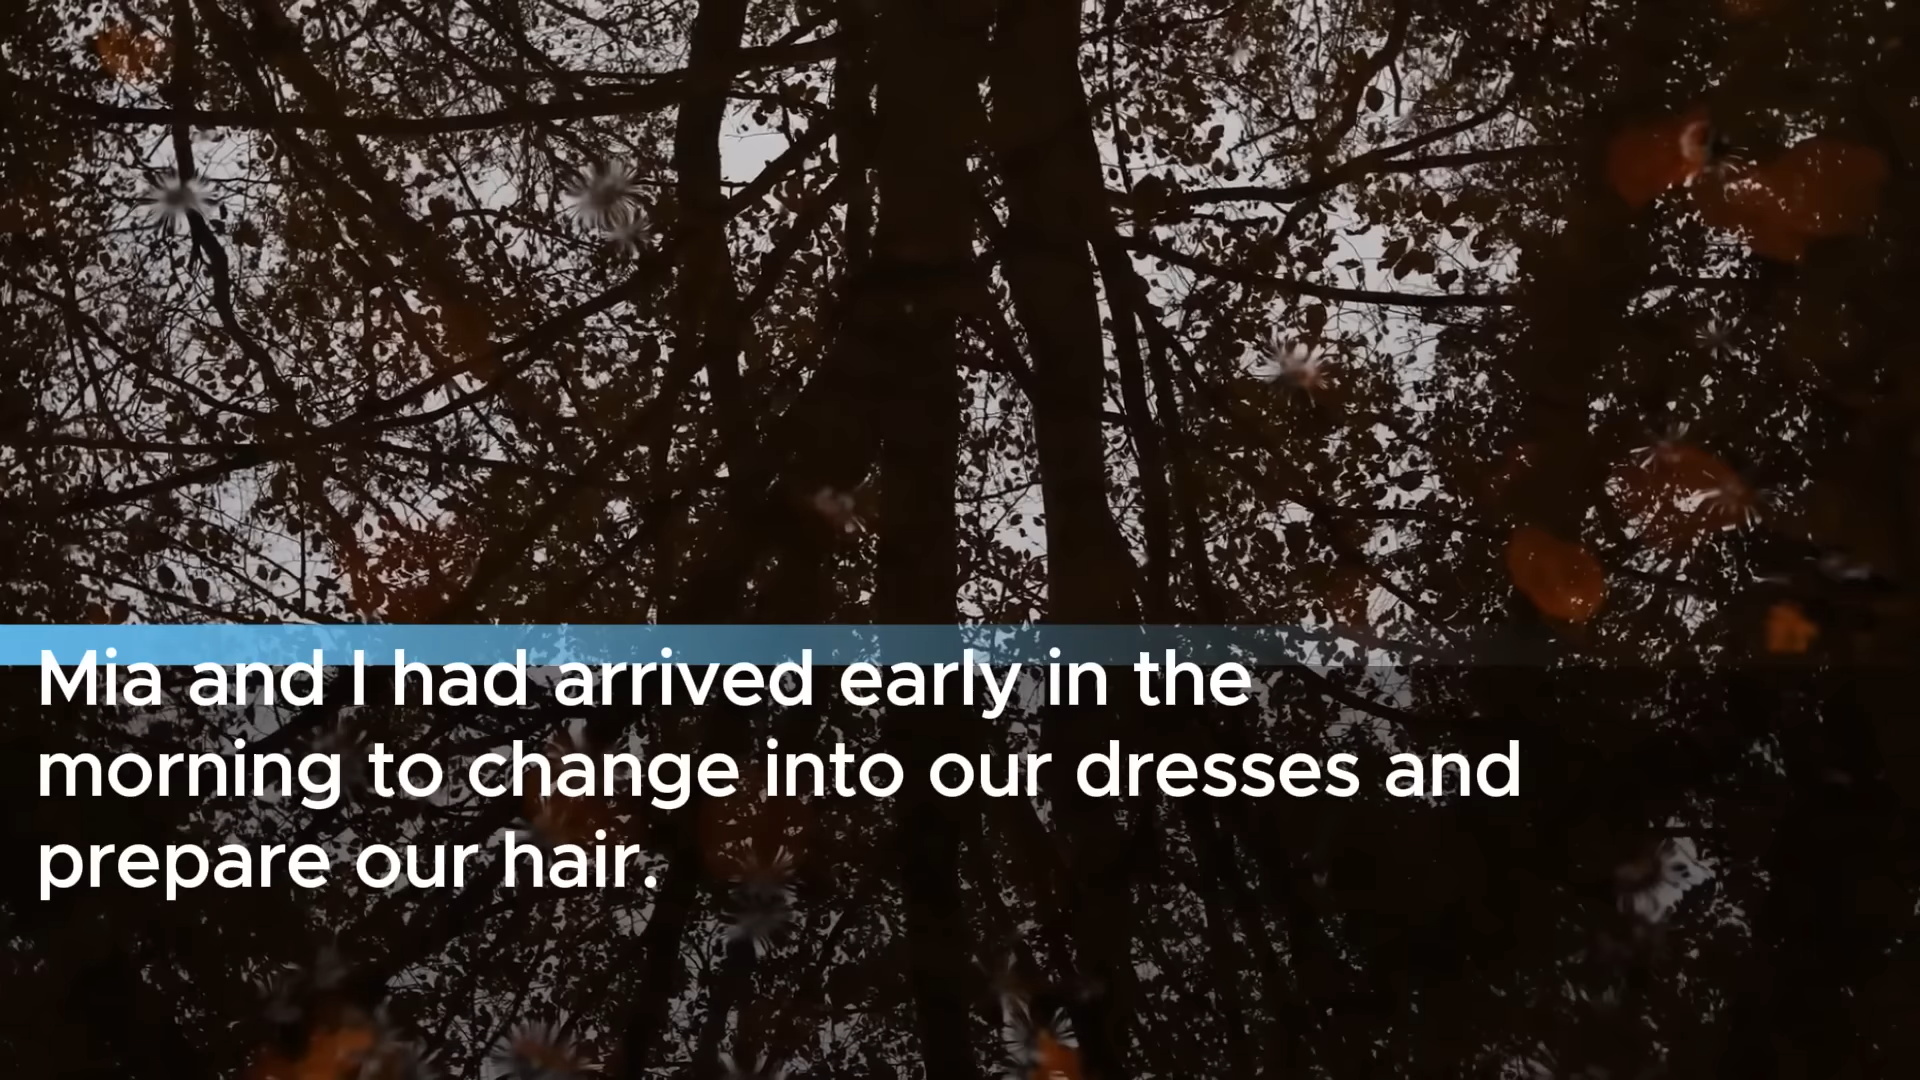 Mia and I had arrived early in the
morning to change into our dresses and
prepare our hair.